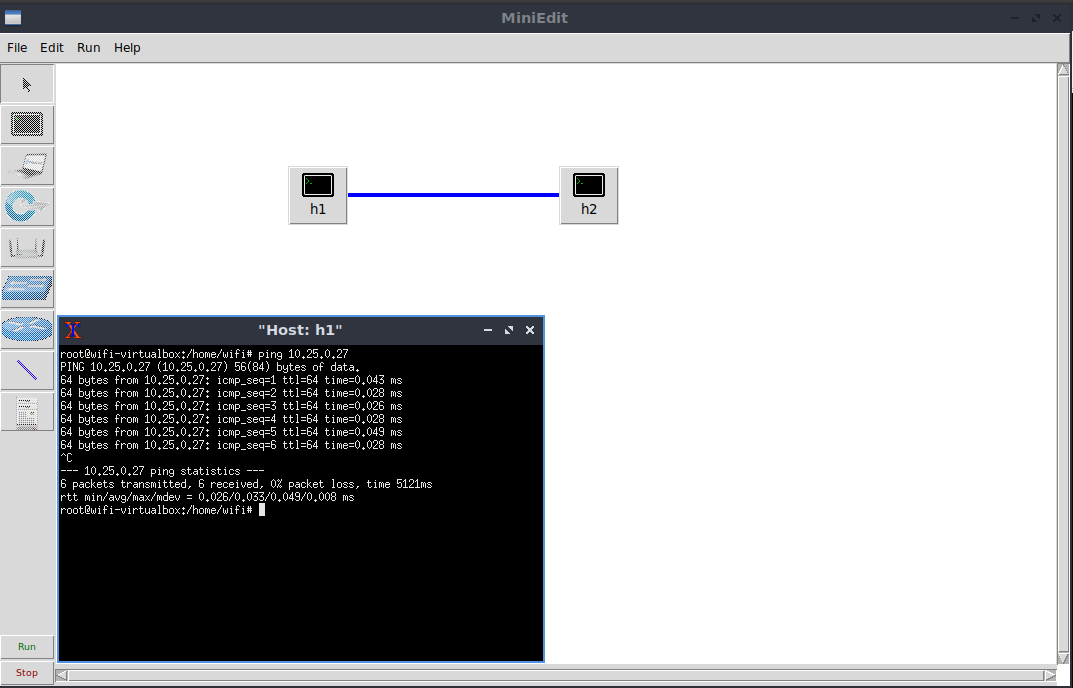 MiniEdit
File Edit Run Help
h1
h2
"Host: h1"
root@wifi-virtualbox:/home/wifi# ping 10.25.0.27
PING 10.25.0.27 (10.25.0.27) 56(84) bytes of data.
64 bytes from 10.25.0.27: icmp_seq=1 ttl=64 time=0.043 ms
64 bytes from 10.25.0.27: icmp_seq=2 ttl=64 time=0.028 ms
64 bytes from 10.25.0.27: icmp_seq=3 ttl=64 time=0.026 ms
64 bytes from 10.25.0.27: icmp_seq=4 ttl=64 time=0.028 ms
64 bytes from 10.25.0.27: icmp_seq=5 ttl=64 time=0.049 ms
64 bytes from 10.25.0.27: icmp_seq=6 ttl=64 time=0.028 ms
^C
--- 10.25.0.27 ping statistics ---
6 packets transmitted, 6 received, 0% packet loss, time 5121ms
rtt min/avg/max/mdev = 0.026/0.033/0.049/0.008 ms
root@wifi-virtualbox:/home/wifi#
Run
Stop